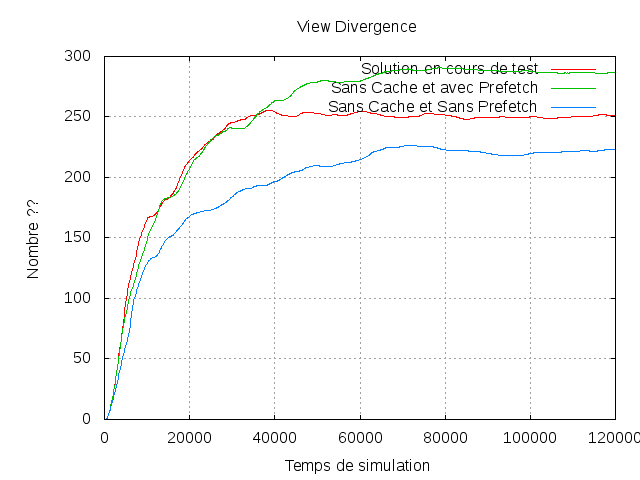 View Divergence
300
250
200
150
100
50
0
Nombre ??
Solution en cours de test
Sans Cache et avec Prefetch
Sans Cache et Sans Prefetch
0 20000 40000 60000 80000 100000 120000
Temps de simulation